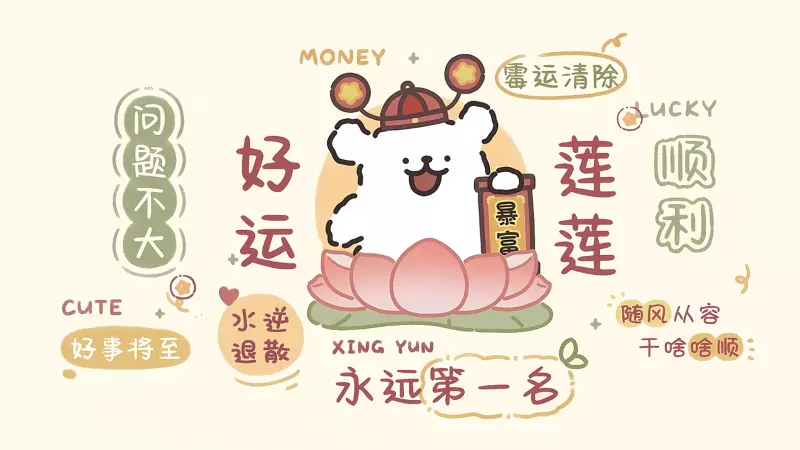 MONEY
霉运清除
LUCKY
问题不大
好运
莲莲
顺利
暴富
CUTE
好事将至
水逆
退散
XING YUN
永远第一名
随风从容
干啥啥顺